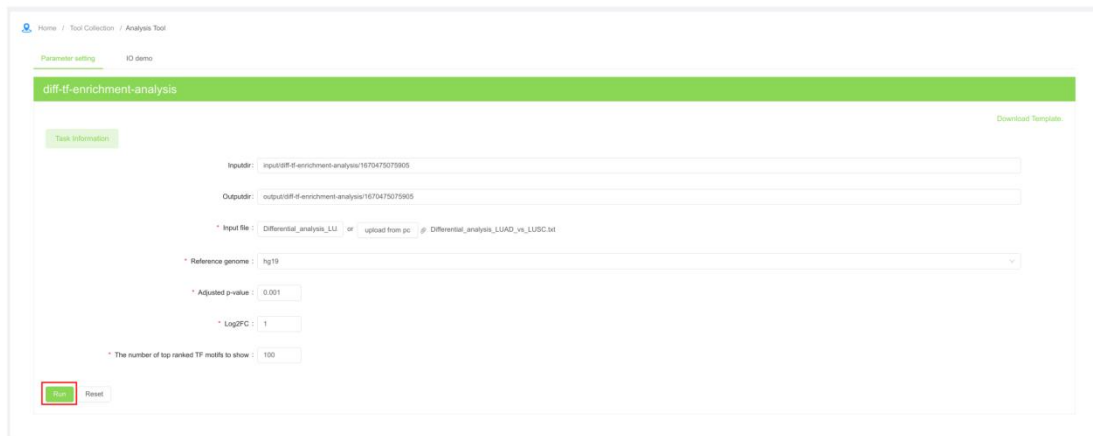 Home / Tool Collection / Analysis Tool
Parameter setting IO demo
diff-tf-enrichment-analysis
Download Template
Task Information
Inputdir: input/diff-tf-enrichment-analysis/1670475075905
Outputdir: output/diff-tf-enrichment-analysis/1670475075905
* Input file : Differential_analysis_LU or upload from pc Differential_analysis_LUAD_vs_LUSC.txt
* Reference genome : hg19
* Adjusted p-value : 0.001
* Log2FC : 1
* The number of top ranked TF motifs to show : 100
Run Reset